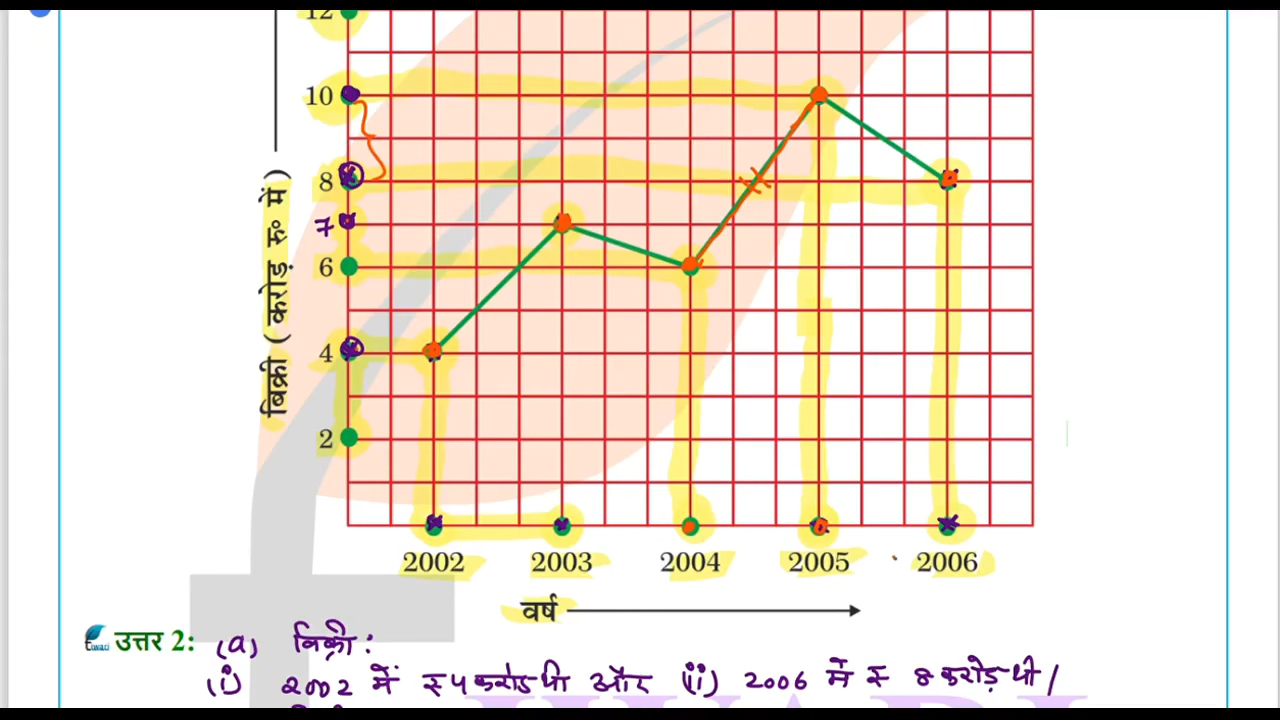 12
10
8
7
6
4
2
बिक्री ( करोड़ रु॰ में )
2002 2003 2004 2005 2006
वर्ष
tiwari उत्तर 2: (a) बिक्री :
(i) 2002 में ₹ 4 करोड़ थी और (ii) 2006 में ₹ 8 करोड़ थी /